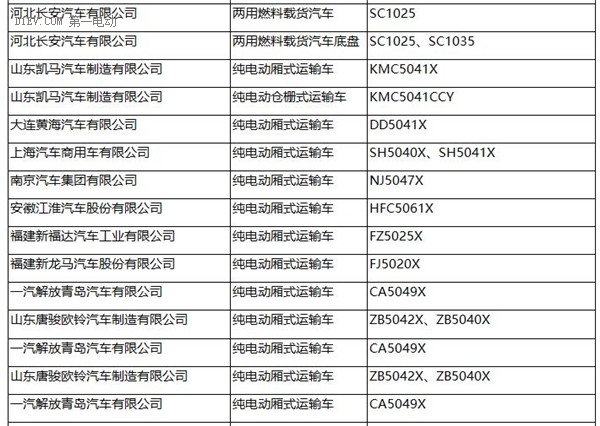 河北长安汽车有限公司 两用燃料载货汽车 SC1025
D1EV.COM 第一电动
河北长安汽车有限公司 两用燃料载货汽车底盘 SC1025、SC1035
山东凯马汽车制造有限公司 纯电动厢式运输车 KMC5041X
山东凯马汽车制造有限公司 纯电动仓栅式运输车 KMC5041CCY
大连黄海汽车有限公司 纯电动厢式运输车 DD5041X
上海汽车商用车有限公司 纯电动厢式运输车 SH5040X、SH5041X
南京汽车集团有限公司 纯电动厢式运输车 NJ5047X
安徽江淮汽车股份有限公司 纯电动厢式运输车 HFC5061X
福建新福达汽车工业有限公司 纯电动厢式运输车 FZ5025X
福建新龙马汽车股份有限公司 纯电动厢式运输车 FJ5020X
一汽解放青岛汽车有限公司 纯电动厢式运输车 CA5049X
山东唐骏欧铃汽车制造有限公司 纯电动厢式运输车 ZB5042X、ZB5040X
一汽解放青岛汽车有限公司 纯电动厢式运输车 CA5049X
山东唐骏欧铃汽车制造有限公司 纯电动厢式运输车 ZB5042X、ZB5040X
一汽解放青岛汽车有限公司 纯电动厢式运输车 CA5049X